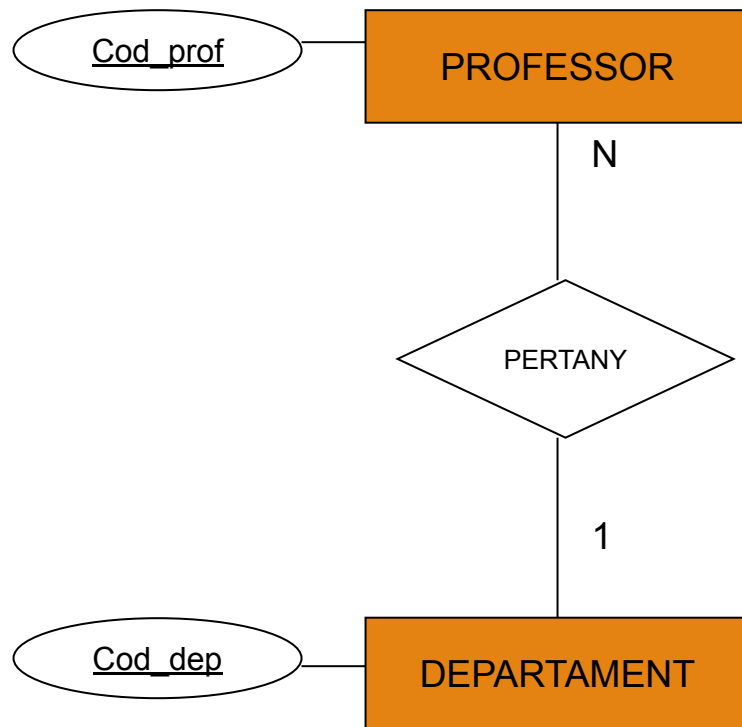 Cod_prof
PROFESSOR
N
PERTANY
1
Cod_dep
DEPARTAMENT